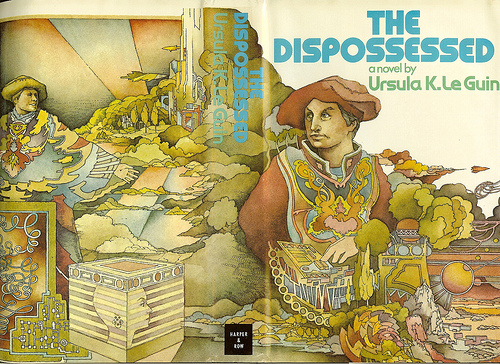 THE
DISPOSSESSED
a novel by
Ursula K. Le Guin
THE
DISPOSSESSED
Ursula K. Le Guin
HARPER
&
ROW